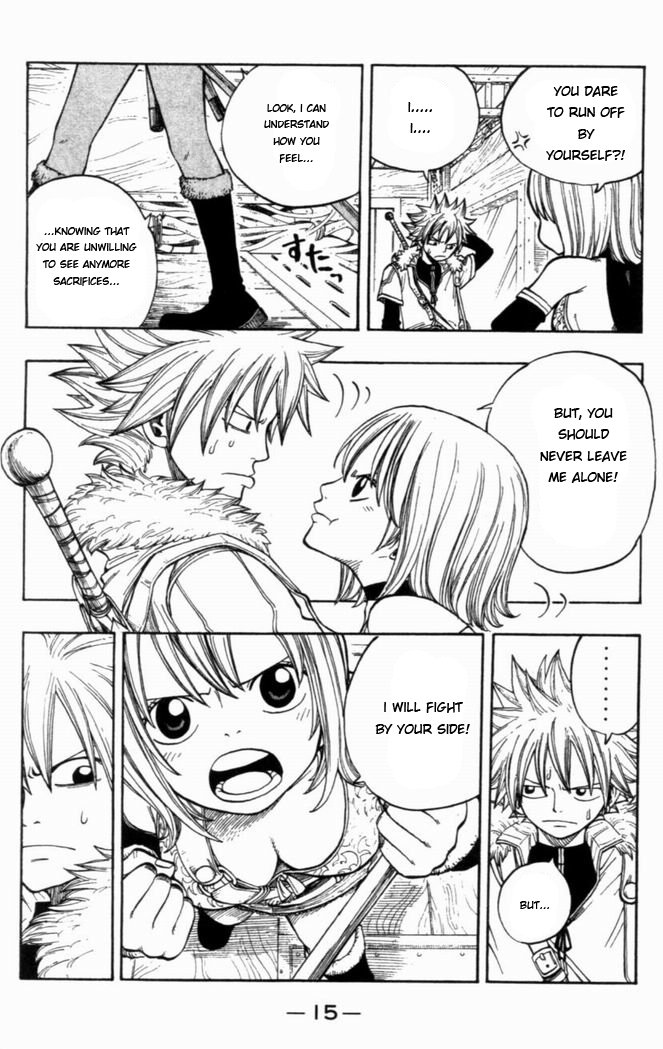 YOU DARE
TO RUN OFF
BY
YOURSELF?!
I.....
I....
LOOK, I CAN
UNDERSTAND
HOW YOU
FEEL...
...KNOWING THAT
YOU ARE UNWILLING
TO SEE ANYMORE
SACRIFICES...
すたっ
BUT, YOU
SHOULD
NEVER LEAVE
ME ALONE!
......
BUT...
I WILL FIGHT
BY YOUR SIDE!
—15—